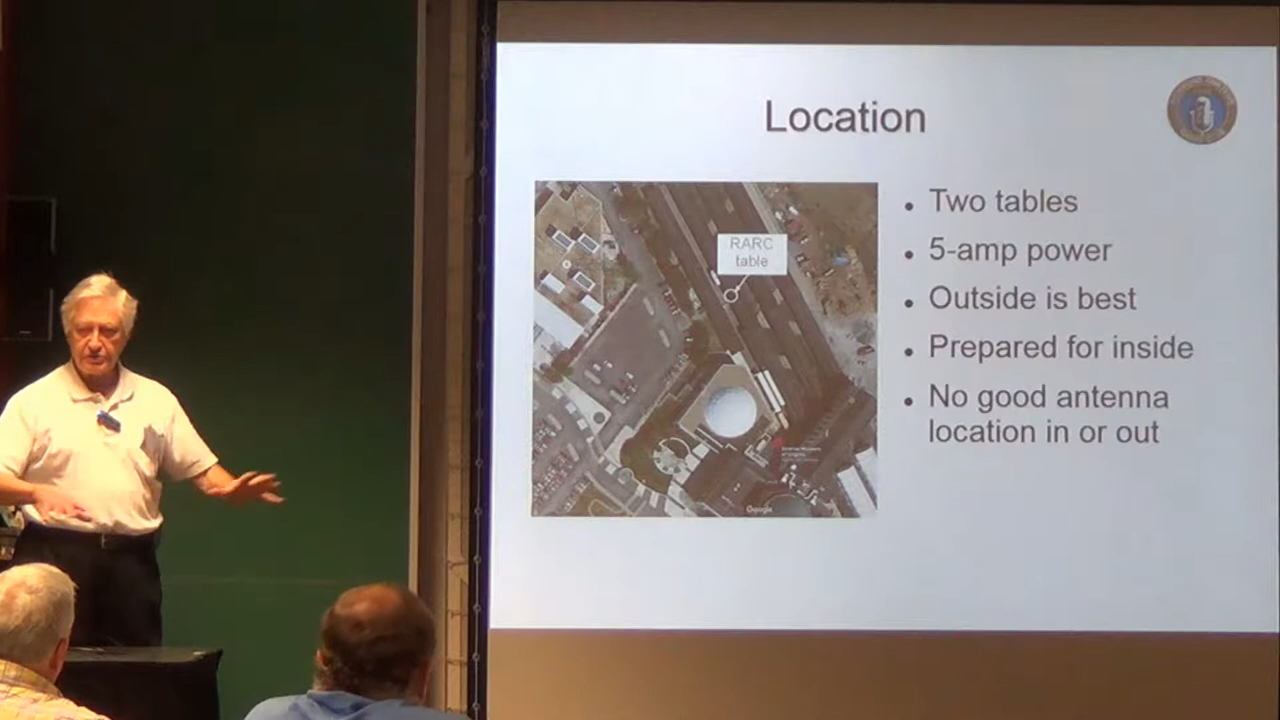 Location
RARC
table
Google
Two tables
5-amp power
Outside is best
Prepared for inside
No good antenna
location in or out